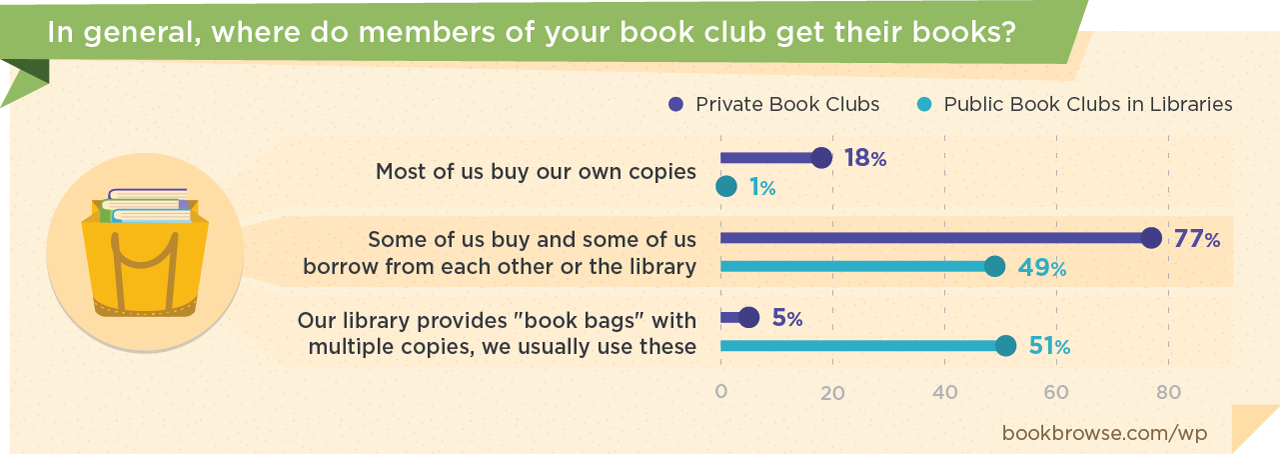 In general, where do members of your book club get their books?
Private Book Clubs
Public Book Clubs in Libraries
Most of us buy our own copies
18%
1%
Some of us buy and some of us
borrow from each other or the library
77%
49%
Our library provides "book bags" with
multiple copies, we usually use these
5%
51%
0 20 40 60 80
bookbrowse.com/wp